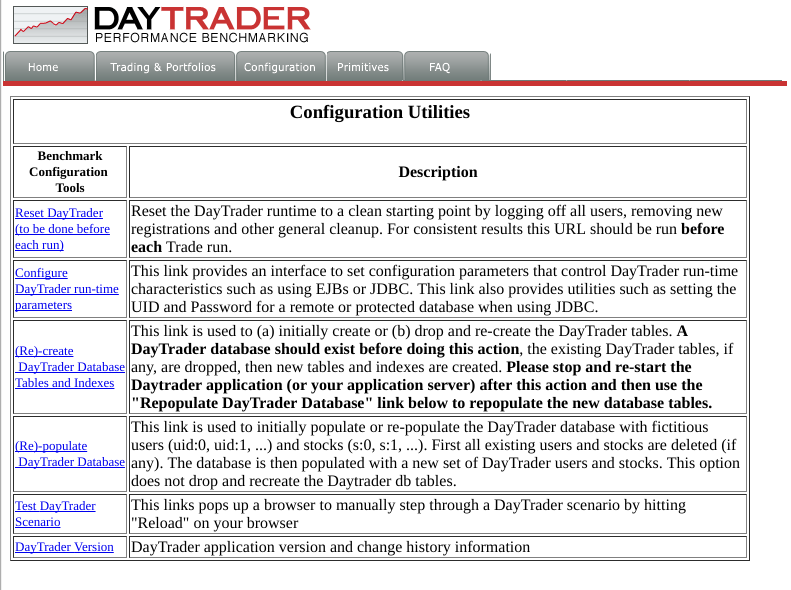 DAYTRADER
PERFORMANCE BENCHMARKING
Home Trading & Portfolios Configuration Primitives FAQ
Configuration Utilities
Benchmark
Configuration
Tools
Description
Reset DayTrader
(to be done before
each run)
Reset the DayTrader runtime to a clean starting point by logging off all users, removing new
registrations and other general cleanup. For consistent results this URL should be run before
each Trade run.
Configure
DayTrader run-time
parameters
This link provides an interface to set configuration parameters that control DayTrader run-time
characteristics such as using EJBs or JDBC. This link also provides utilities such as setting the
UID and Password for a remote or protected database when using JDBC.
(Re)-create
DayTrader Database
Tables and Indexes
This link is used to (a) initially create or (b) drop and re-create the DayTrader tables. A
DayTrader database should exist before doing this action, the existing DayTrader tables, if
any, are dropped, then new tables and indexes are created. Please stop and re-start the
Daytrader application (or your application server) after this action and then use the
"Repopulate DayTrader Database" link below to repopulate the new database tables.
(Re)-populate
DayTrader Database
This link is used to initially populate or re-populate the DayTrader database with fictitious
users (uid:0, uid:1, ...) and stocks (s:0, s:1, ...). First all existing users and stocks are deleted (if
any). The database is then populated with a new set of DayTrader users and stocks. This option
does not drop and recreate the Daytrader db tables.
Test DayTrader
Scenario
This links pops up a browser to manually step through a DayTrader scenario by hitting
"Reload" on your browser
DayTrader Version
DayTrader application version and change history information